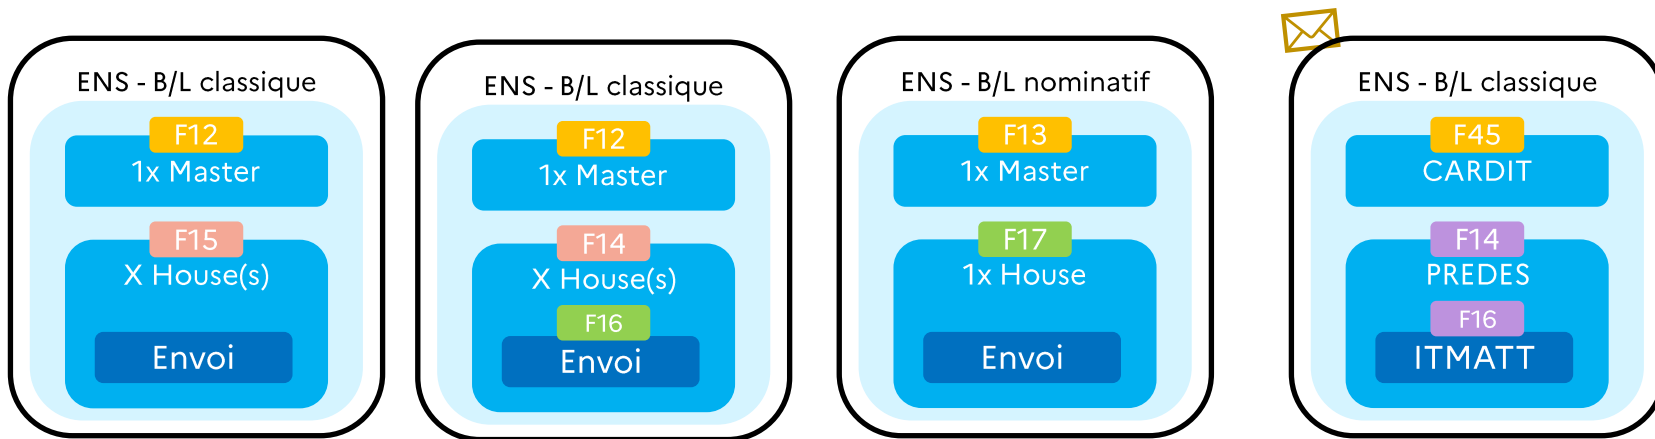 ENS - B/L classique
F12
1x Master
F15
X House(s)
Envoi
ENS - B/L classique
F12
1x Master
F14
X House(s)
F16
Envoi
ENS - B/L nominatif
F13
1x Master
F17
1x House
Envoi
ENS - B/L classique
F45
CARDIT
F14
PREDES
F16
ITMATT